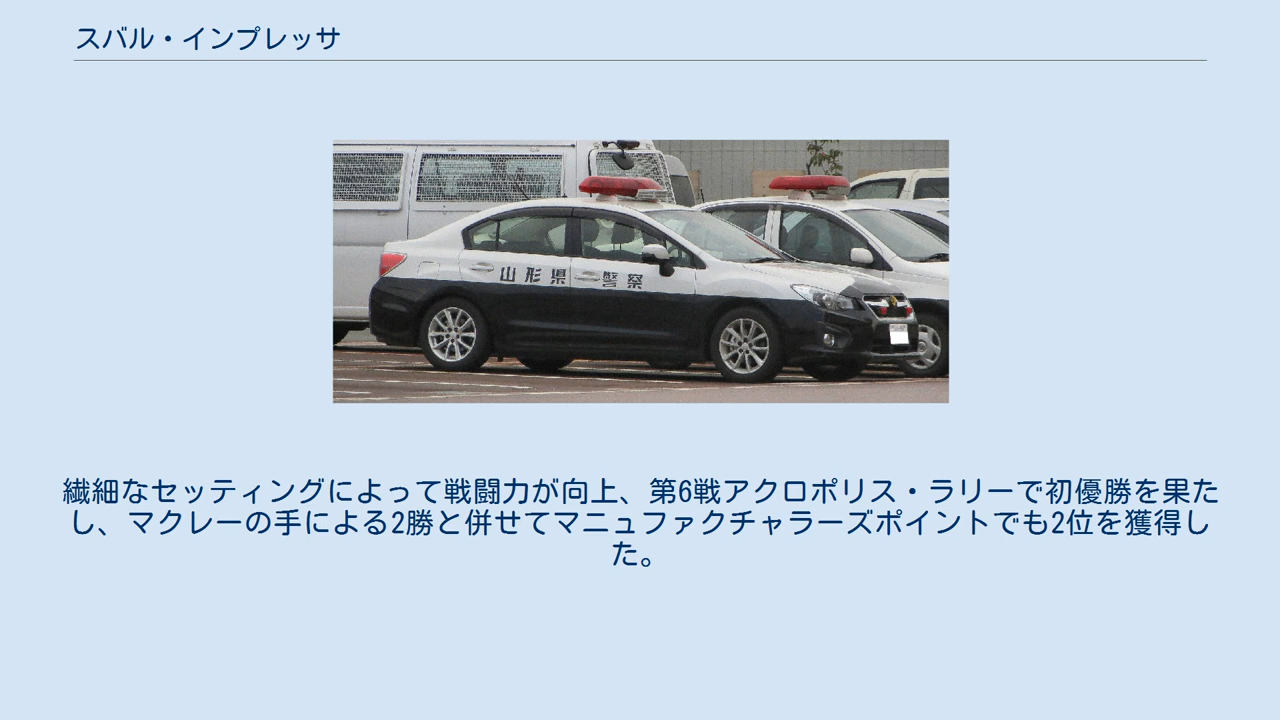 スバル・インプレッサ
山形県警察
繊細なセッティングによって戦闘力が向上、第6戦アクロポリス・ラリーで初優勝を果た
し、マクレーの手による2勝と併せてマニュファクチャラーズポイントでも2位を獲得し
た。